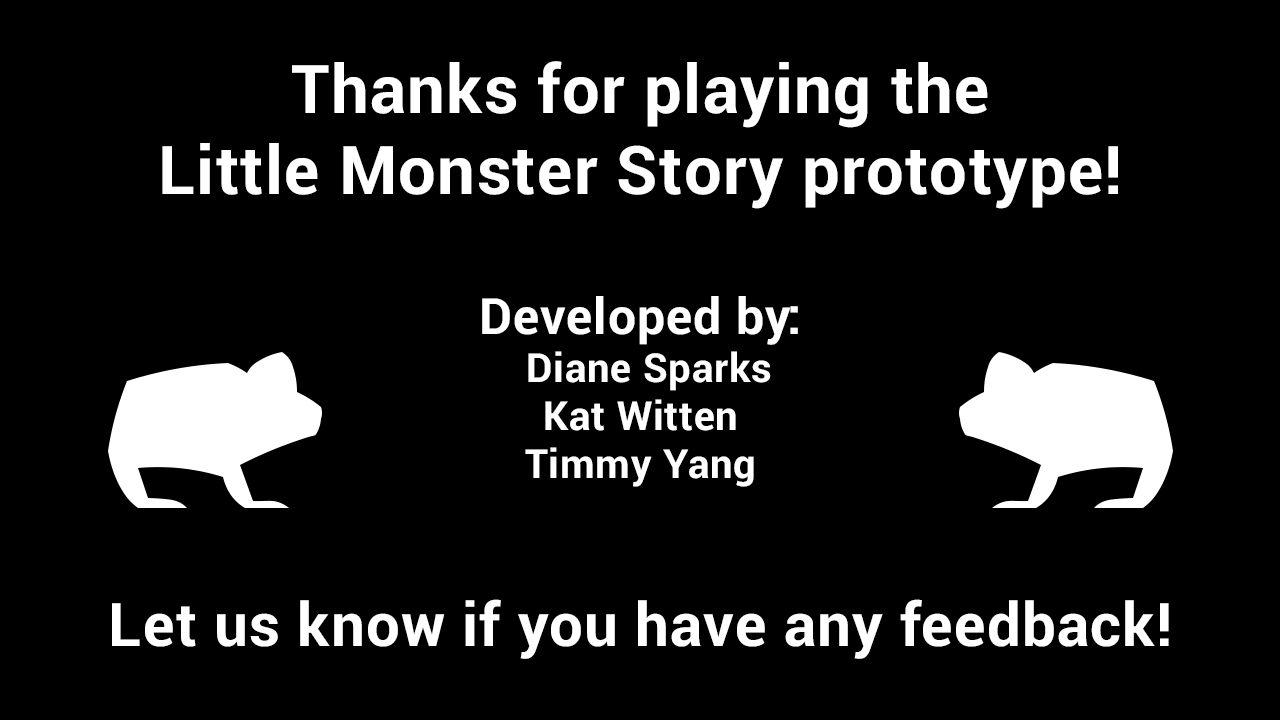 Thanks for playing the
Little Monster Story prototype!
Developed by:
Diane Sparks
Kat Witten
Timmy Yang
Let us know if you have any feedback!